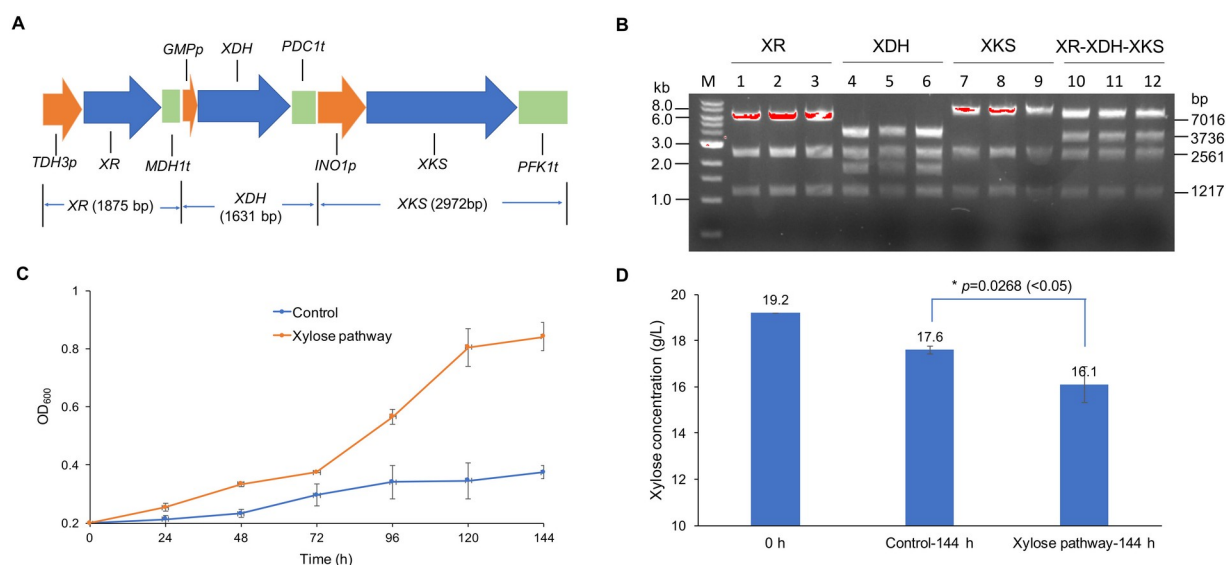 A
GMPp XDH PDC1t
TDH3p XR MDH1t INO1p XKS PFK1t
XR (1875 bp) XDH (1631 bp) XKS (2972bp)
B
XR XDH XKS XR-XDH-XKS
M 1 2 3 4 5 6 7 8 9 10 11 12
kb
8.0
6.0
3.0
2.0
1.0
bp
7016
3736
2561
1217
C
1
0.8
0.6
0.4
0.2
OD600
Control
Xylose pathway
0 24 48 72 96 120 144
Time (h)
D
* p=0.0268 (<0.05)
20
18
16
14
12
10
Xylose concentration (g/L)
19.2
17.6
16.1
0 h Control-144 h Xylose pathway-144 h